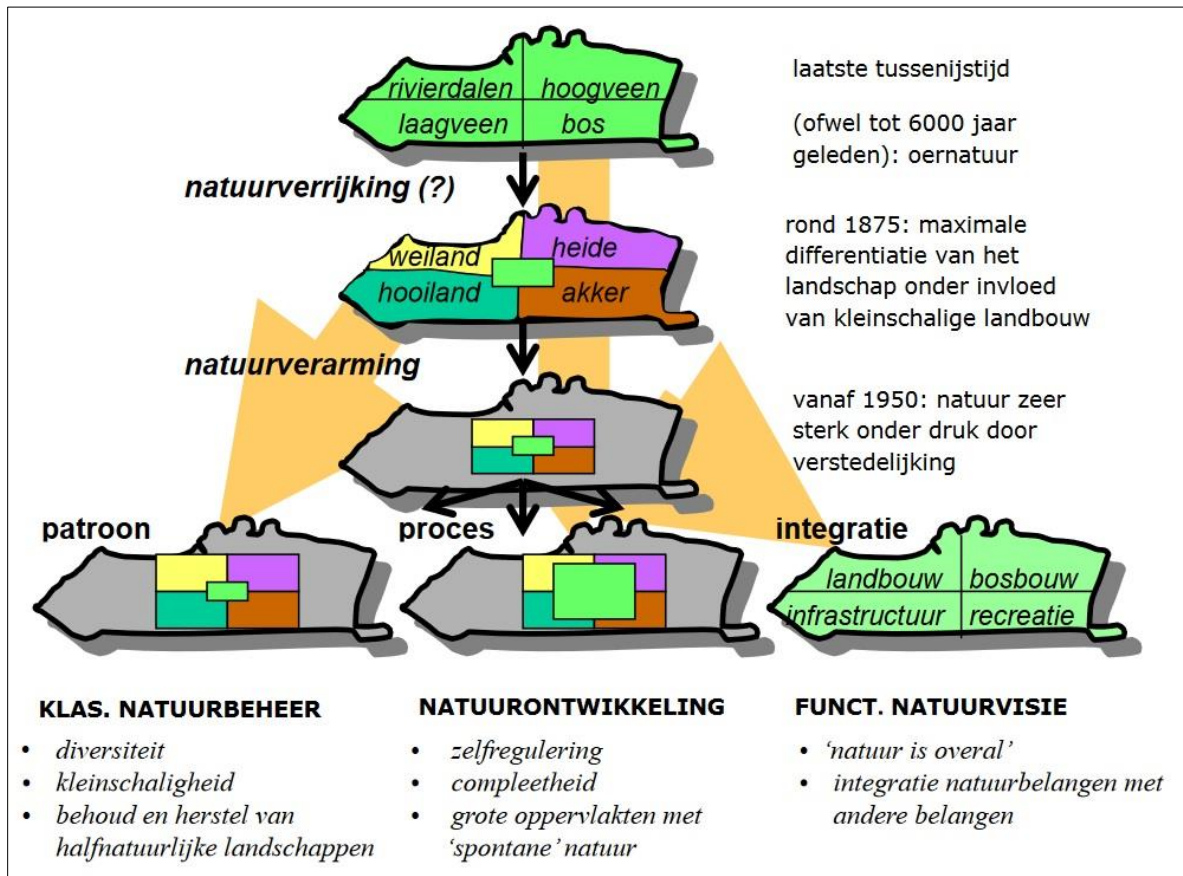 laatste tussenijstijd
rivierdalen hoogveen
laagveen bos
(ofwel tot 6000 jaar
geleden): oernatuur
natuurverrijking (?)
rond 1875: maximale
differentiatie van het
landschap onder invloed
van kleinschalige landbouw
weiland heide
hooiland akker
natuurverarming
vanaf 1950: natuur zeer
sterk onder druk door
verstedelijking
patroon
proces
integratie
landbouw bosbouw
infrastructuur recreatie
KLAS. NATUURBEHEER
• diversiteit
• kleinschaligheid
• behoud en herstel van
halfnatuurlijke landschappen
NATUURONTWIKKELING
• zelfregulering
• compleetheid
• grote oppervlakten met
‘spontane’ natuur
FUNCT. NATUURVISIE
• ‘natuur is overal’
• integratie natuurbelangen met
andere belangen